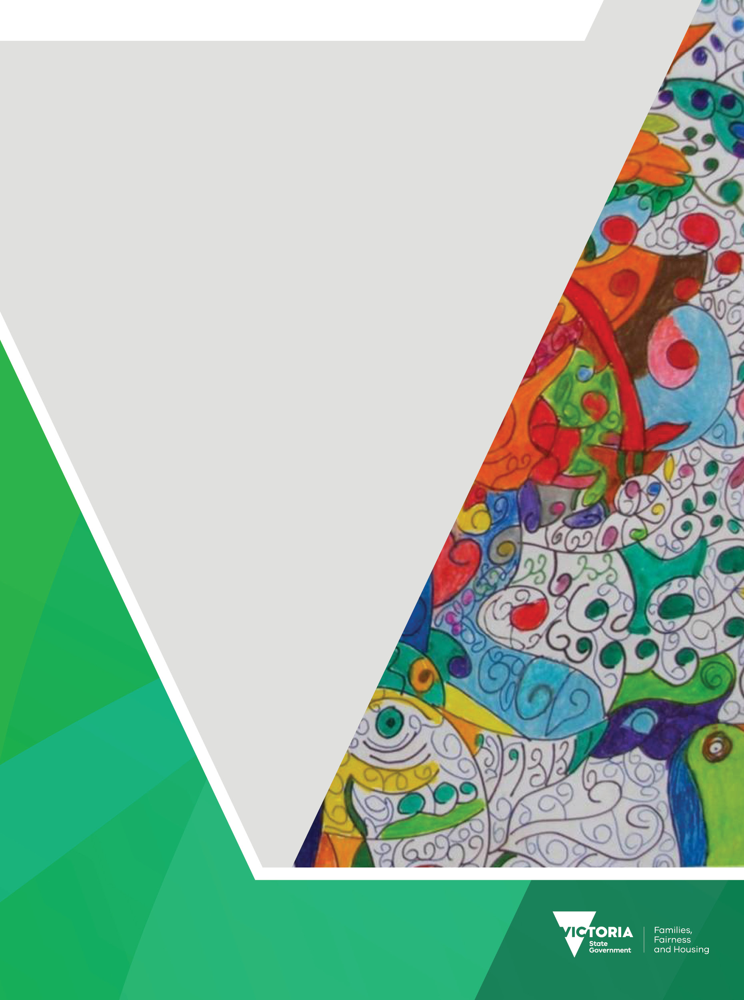 VICTORIA
State
Government
Families,
Fairness
and Housing